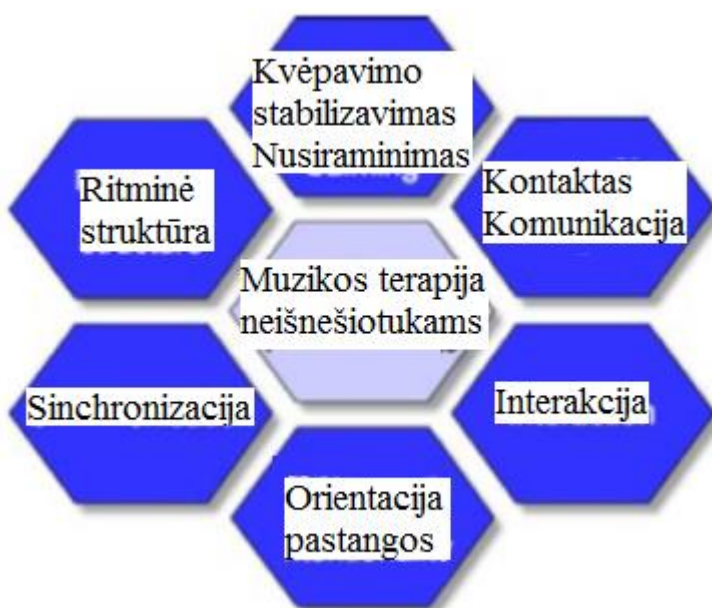 Kvėpavimo
stabilizavimas
Nusiraminimas
Ritminė
struktūra
Kontaktas
Komunikacija
Muzikos terapija
neišnešiotukams
Sinchronizacija
Interakcija
Orientacija
pastangos